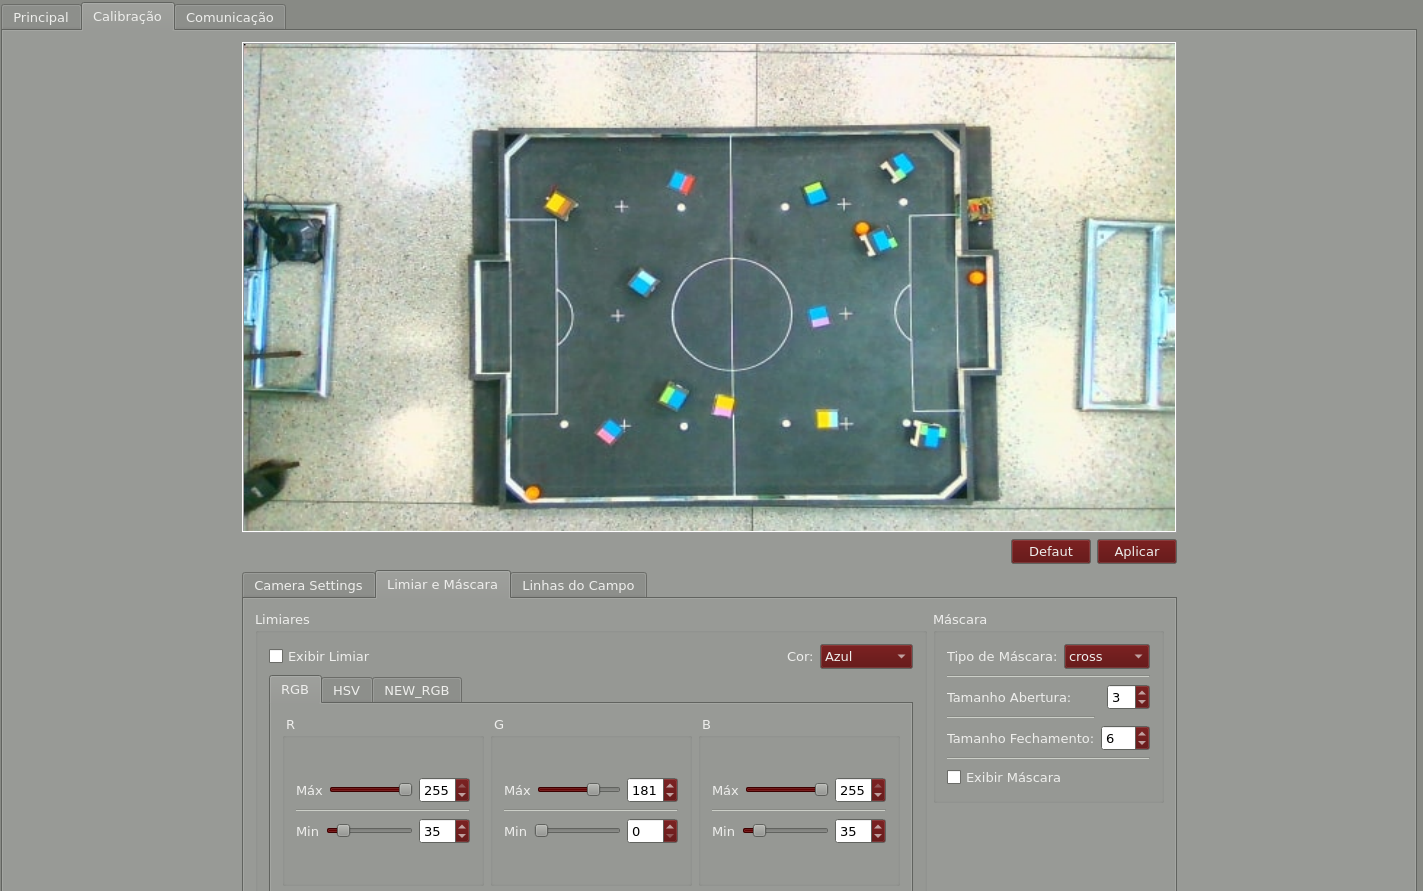 Principal Calibração Comunicação
Defaut Aplicar
Camera Settings Limiar e Máscara Linhas do Campo
Limiares
Exibir Limiar Cor: Azul
RGB HSV NEW_RGB
R G B
Máx 255 Máx 181 Máx 255
Min 35 Min 0 Min 35
Máscara
Tipo de Máscara: cross
Tamanho Abertura: 3
Tamanho Fechamento: 6
Exibir Máscara